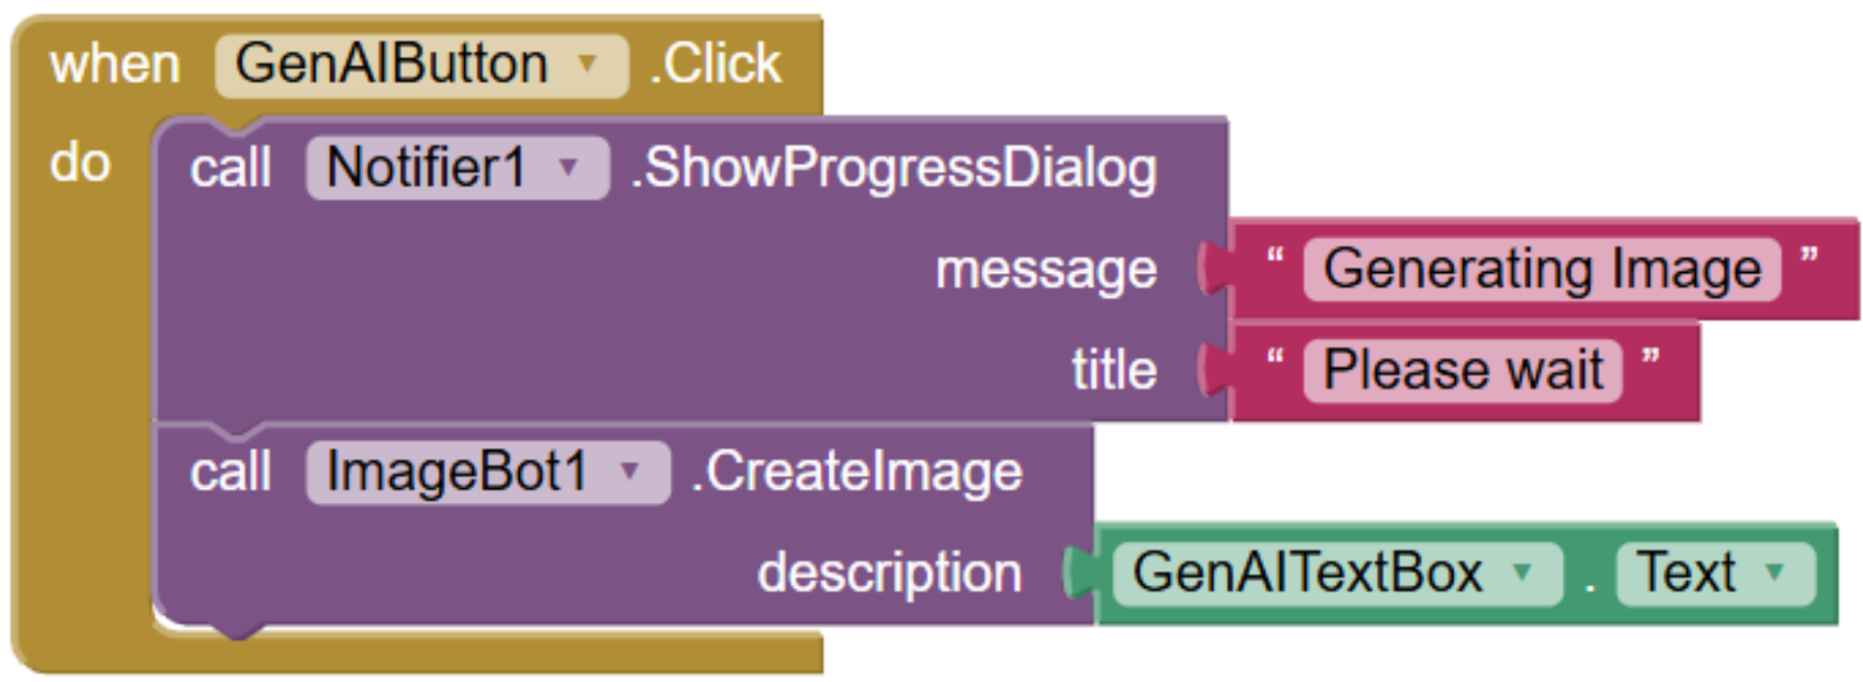 when GenAIButton .Click
do call Notifier1 .ShowProgressDialog
message “ Generating Image ”
title “ Please wait ”
call ImageBot1 .CreateImage
description GenAITextBox . Text